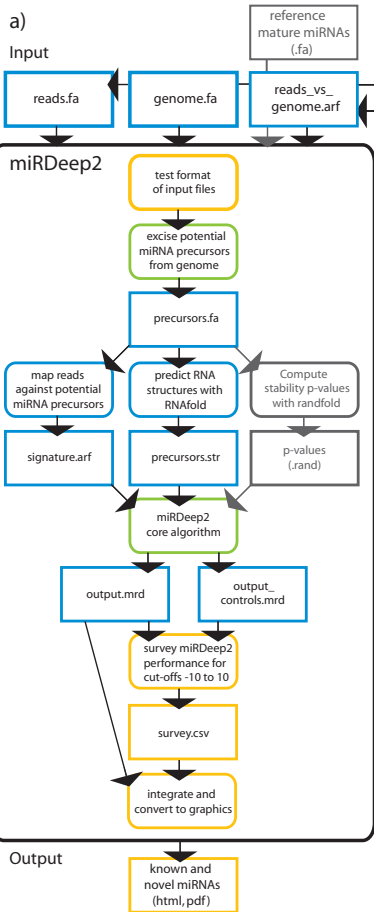 a)
Input
reference
mature miRNAs
(.fa)
reads.fa
genome.fa
reads_vs_
genome.arf
miRDeep2
test format
of input files
excise potential
miRNA precursors
from genome
precursors.fa
map reads
against potential
miRNA precursors
predict RNA
structures with
RNAfold
Compute
stability p-values
with randfold
signature.arf
precursors.str
p-values
(.rand)
miRDeep2
core algorithm
output.mrd
output_
controls.mrd
survey miRDeep2
performance for
cut-offs -10 to 10
survey.csv
integrate and
convert to graphics
Output
known and
novel miRNAs
(html, pdf)